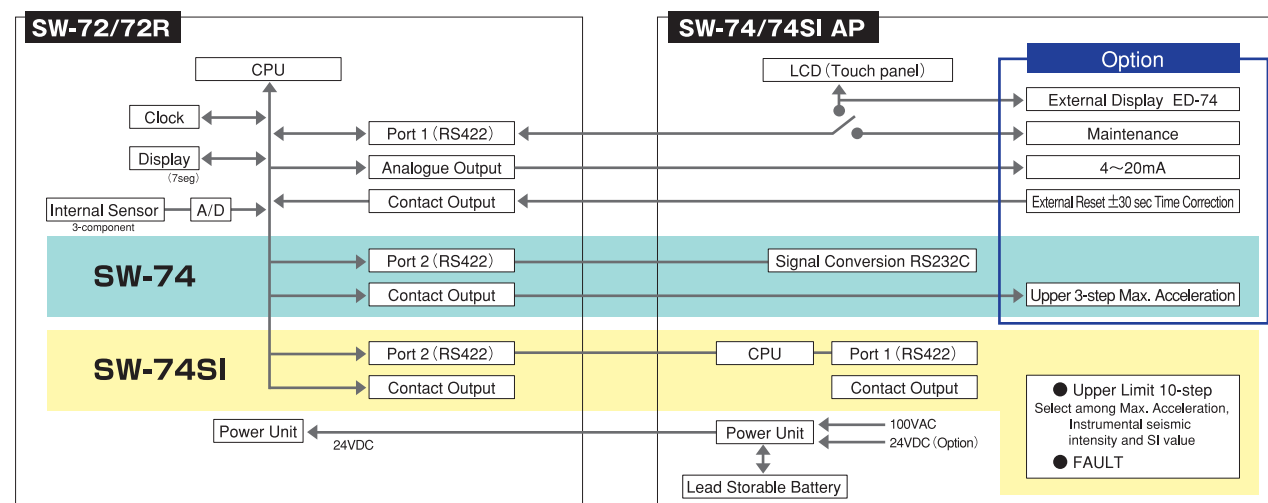 SW-72/72R
SW-74/74SI AP
CPU
LCD (Touch panel)
Option
Clock
External Display ED-74
Port 1 (RS422)
Maintenance
Display
(7seg)
Analogue Output
4～20mA
Internal Sensor
3-component
A/D
Contact Output
External Reset ±30 sec Time Correction
SW-74
Port 2 (RS422)
Signal Conversion RS232C
Contact Output
Upper 3-step Max. Acceleration
SW-74SI
Port 2 (RS422)
CPU
Port 1 (RS422)
Contact Output
Contact Output
● Upper Limit 10-step
Select among Max. Acceleration,
Instrumental seismic
intensity and SI value
● FAULT
Power Unit
24VDC
Power Unit
100VAC
24VDC (Option)
Lead Storable Battery